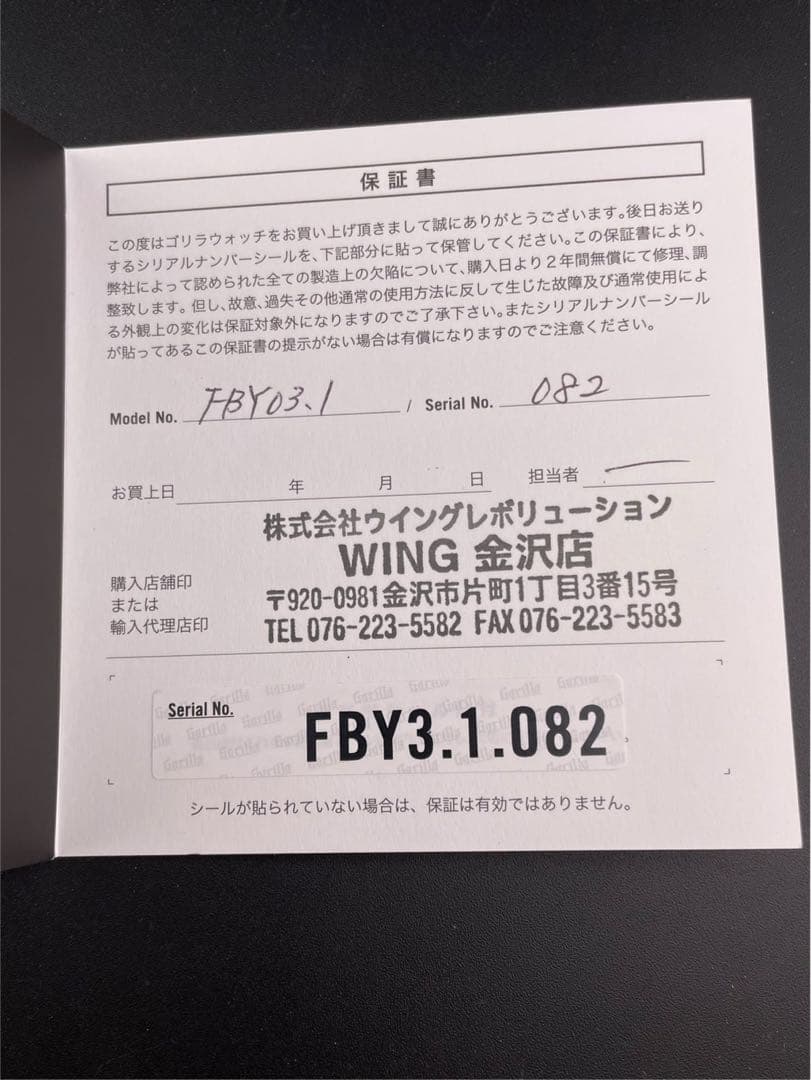 保証書
この度はゴリラウォッチをお買い上げ頂きまして誠にありがとうございます。後日お送り
するシリアルナンバーシールを、下記部分に貼って保管してください。この保証書により、
弊社によって認められた全ての製造上の欠陥について、購入日より2年間無償にて修理、調
整致します。但し、故意、過失その他通常の使用方法に反して生じた故障及び通常使用によ
る外観上の変化は保証対象外になりますのでご了承下さい。またシリアルナンバーシール
が貼ってあるこの保証書の提示がない場合は有償になりますのでご注意ください。
Model No. FBY03.1 / Serial No. 082
お買上日 年 月 日 担当者
株式会社ウイングレボリューション
WING 金沢店
〒920-0981 金沢市片町1丁目3番15号
TEL 076-223-5582 FAX 076-223-5583
購入店舗印
または
輸入代理店印
Serial No.
FBY3.1.082
シールが貼られていない場合は、保証は有効ではありません。